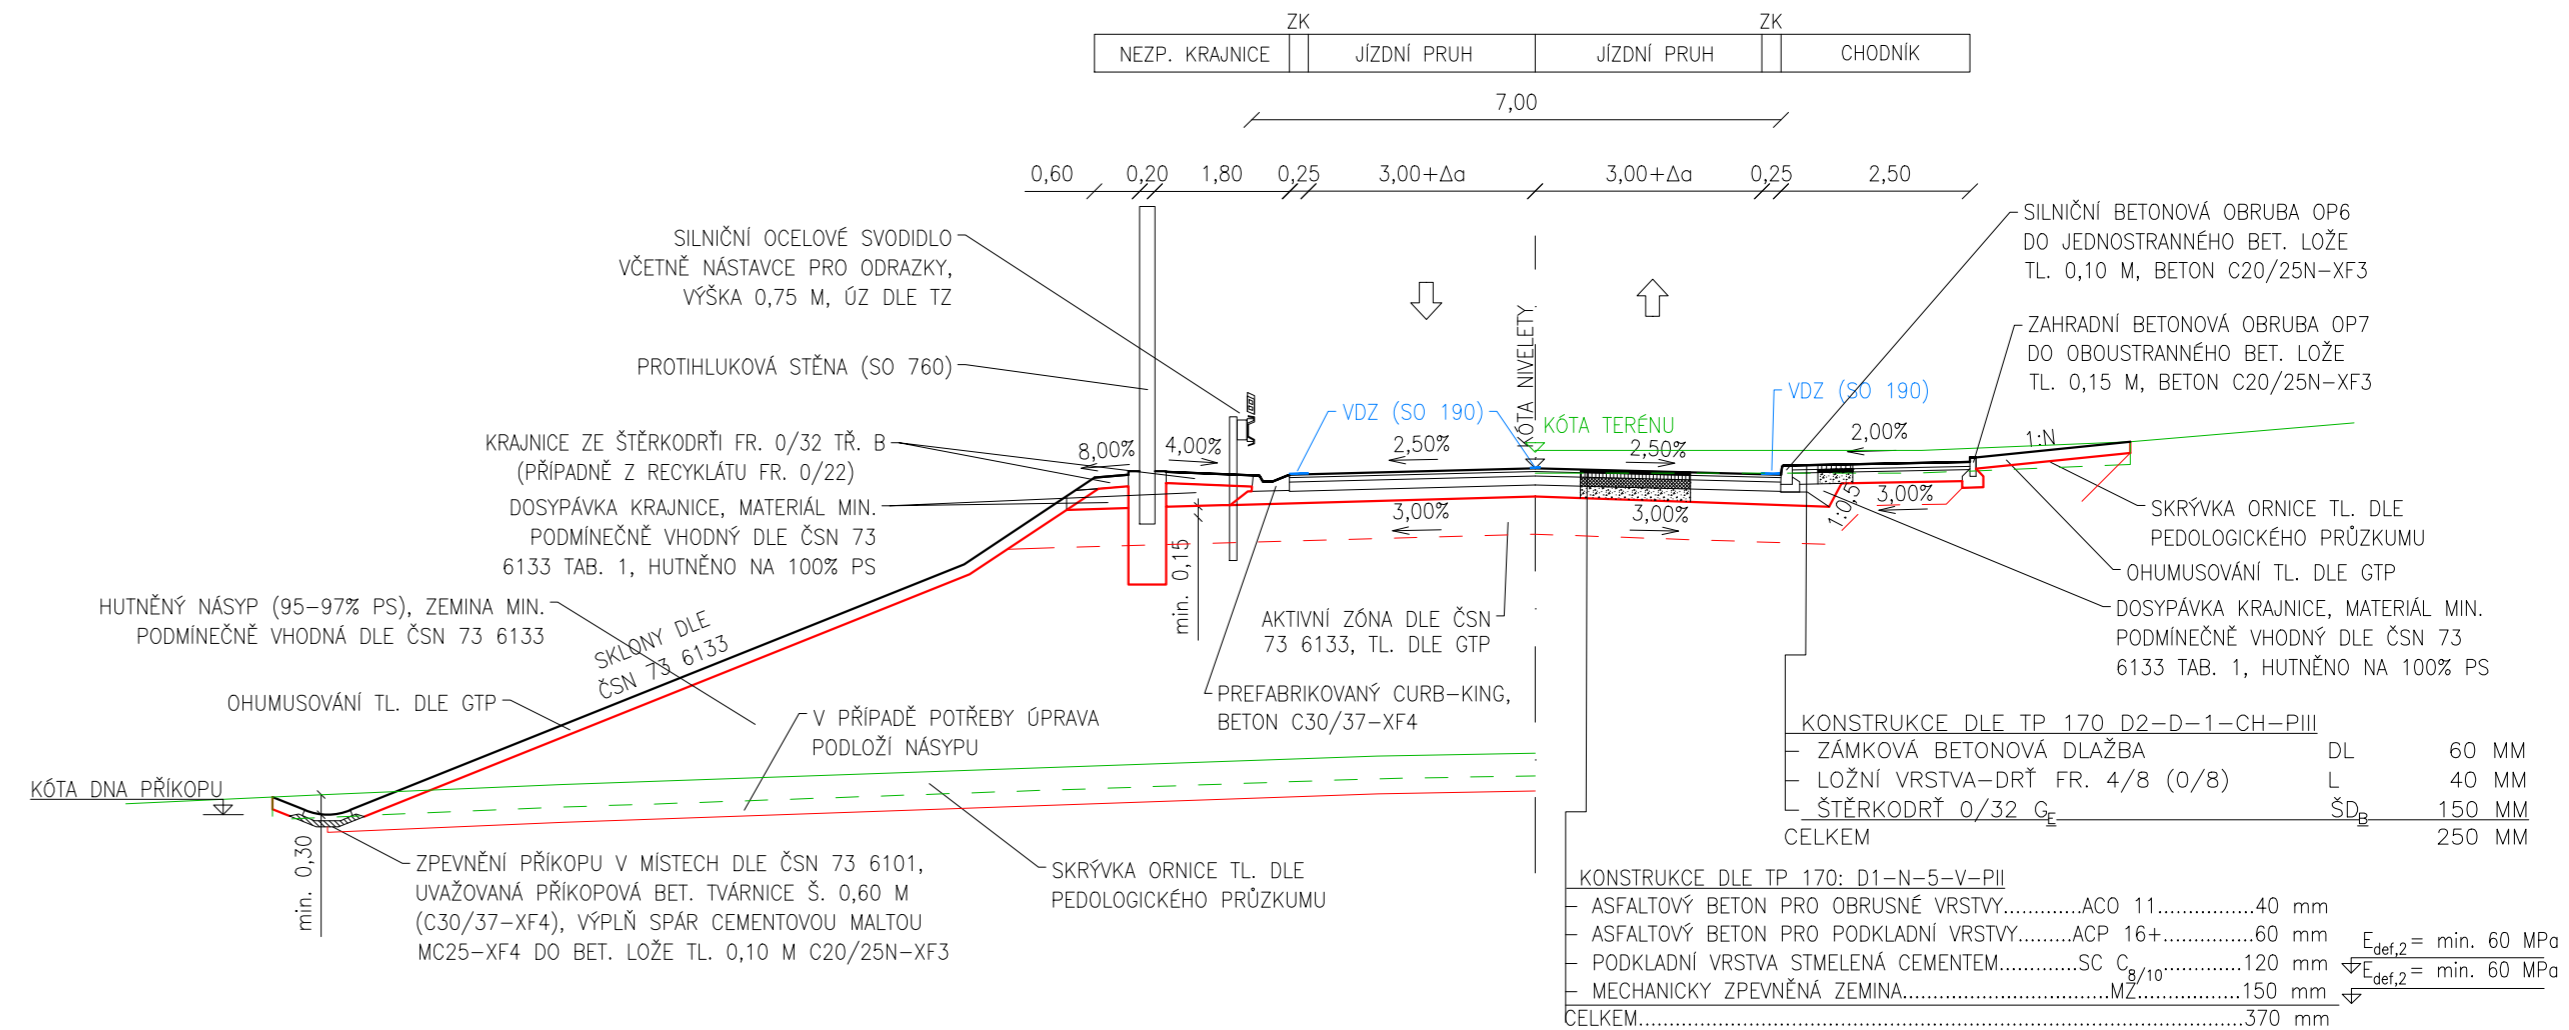 ZK ZK
NEZP. KRAJNICE JÍZDNÍ PRUH JÍZDNÍ PRUH CHODNÍK
7,00
0,60 0,20 1,80 0,25 3,00+Δa 3,00+Δa 0,25 2,50
SILNIČNÍ OCELOVÉ SVODIDLO
VČETNĚ NÁSTAVCE PRO ODRAZKY,
VÝŠKA 0,75 M, ÚZ DLE TZ
PROTIHLUKOVÁ STĚNA (SO 760)
KRAJNICE ZE ŠTĚRKODRŤI FR. 0/32 TŘ. B
(PŘÍPADNĚ Z RECYKLÁTU FR. 0/22)
DOSYPÁVKA KRAJNICE, MATERIÁL MIN.
PODMÍNEČNĚ VHODNÝ DLE ČSN 73
6133 TAB. 1, HUTNĚNO NA 100% PS
HUTNĚNÝ NÁSYP (95-97% PS), ZEMINA MIN.
PODMÍNEČNĚ VHODNÁ DLE ČSN 73 6133
SKLONY DLE
ČSN 73 6133
OHUMUSOVÁNÍ TL. DLE GTP
KÓTA DNA PŘÍKOPU
min. 0,30
ZPEVNĚNÍ PŘÍKOPU V MÍSTECH DLE ČSN 73 6101,
UVAŽOVANÁ PŘÍKOPOVÁ BET. TVÁRNICE Š. 0,60 M
(C30/37-XF4), VÝPLŇ SPÁR CEMENTOVOU MALTOU
MC25-XF4 DO BET. LOŽE TL. 0,10 M C20/25N-XF3
V PŘÍPADĚ POTŘEBY ÚPRAVA
PODLOŽÍ NÁSYPU
SKRÝVKA ORNICE TL. DLE
PEDOLOGICKÉHO PRŮZKUMU
8,00% 4,00% 2,50% 2,50% 2,00% 1:N
3,00% 3,00% 1:0,5 3,00%
min. 0,15
VDZ (SO 190)
KÓTA NIVELETY
KÓTA TERÉNU
VDZ (SO 190)
AKTIVNÍ ZÓNA DLE ČSN
73 6133, TL. DLE GTP
PREFABRIKOVANÝ CURB-KING,
BETON C30/37-XF4
SILNIČNÍ BETONOVÁ OBRUBA OP6
DO JEDNOSTRANNÉHO BET. LOŽE
TL. 0,10 M, BETON C20/25N-XF3
ZAHRADNÍ BETONOVÁ OBRUBA OP7
DO OBOUSTRANNÉHO BET. LOŽE
TL. 0,15 M, BETON C20/25N-XF3
SKRÝVKA ORNICE TL. DLE
PEDOLOGICKÉHO PRŮZKUMU
OHUMUSOVÁNÍ TL. DLE GTP
DOSYPÁVKA KRAJNICE, MATERIÁL MIN.
PODMÍNEČNĚ VHODNÝ DLE ČSN 73
6133 TAB. 1, HUTNĚNO NA 100% PS
KONSTRUKCE DLE TP 170 D2-D-1-CH-PIII
ZÁMKOVÁ BETONOVÁ DLAŽBA DL 60 MM
LOŽNÍ VRSTVA-DRŤ FR. 4/8 (0/8) L 40 MM
ŠTĚRKODRŤ 0/32 GE ŠDB 150 MM
CELKEM 250 MM
KONSTRUKCE DLE TP 170: D1-N-5-V-PII
ASFALTOVÝ BETON PRO OBRUSNÉ VRSTVY............ACO 11...............40 mm
ASFALTOVÝ BETON PRO PODKLADNÍ VRSTVY........ACP 16+..............60 mm
PODKLADNÍ VRSTVA STMELENÁ CEMENTEM............SC C8/10............120 mm Edef,2= min. 60 MPa
MECHANICKY ZPEVNĚNÁ ZEMINA................................MZ................150 mm Edef,2= min. 60 MPa
CELKEM..............................................................................................370 mm